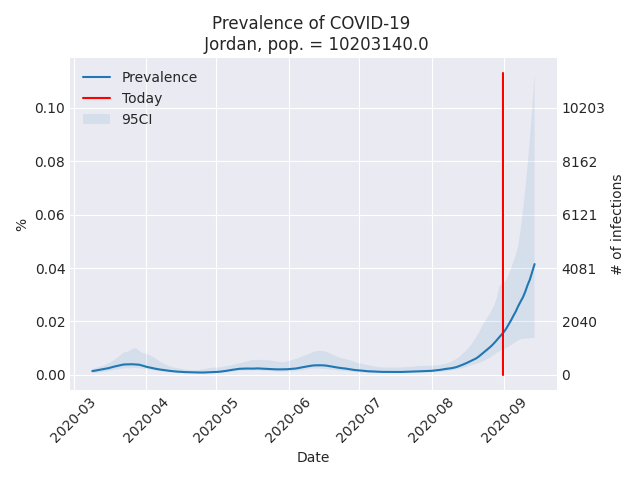 Prevalence of COVID-19
Jordan, pop. = 10203140.0
Prevalence
Today
95CI
0.10
0.08
0.06
0.04
0.02
0.00
%
10203
8162
6121
4081
2040
0
# of infections
2020-03
2020-04
2020-05
2020-06
2020-07
2020-08
2020-09
Date